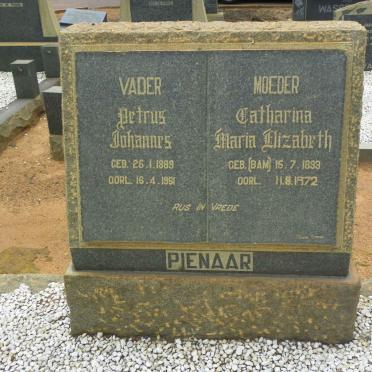 VADER
Petrus
Johannes
GEB. 26.1.1889
OORL. 16.4.1951
MOEDER
Catharina
Maria Elizabeth
GEB. (BAM) 15.7.1893
OORL. 11.8.1972
RUS IN VREDE
PIENAAR